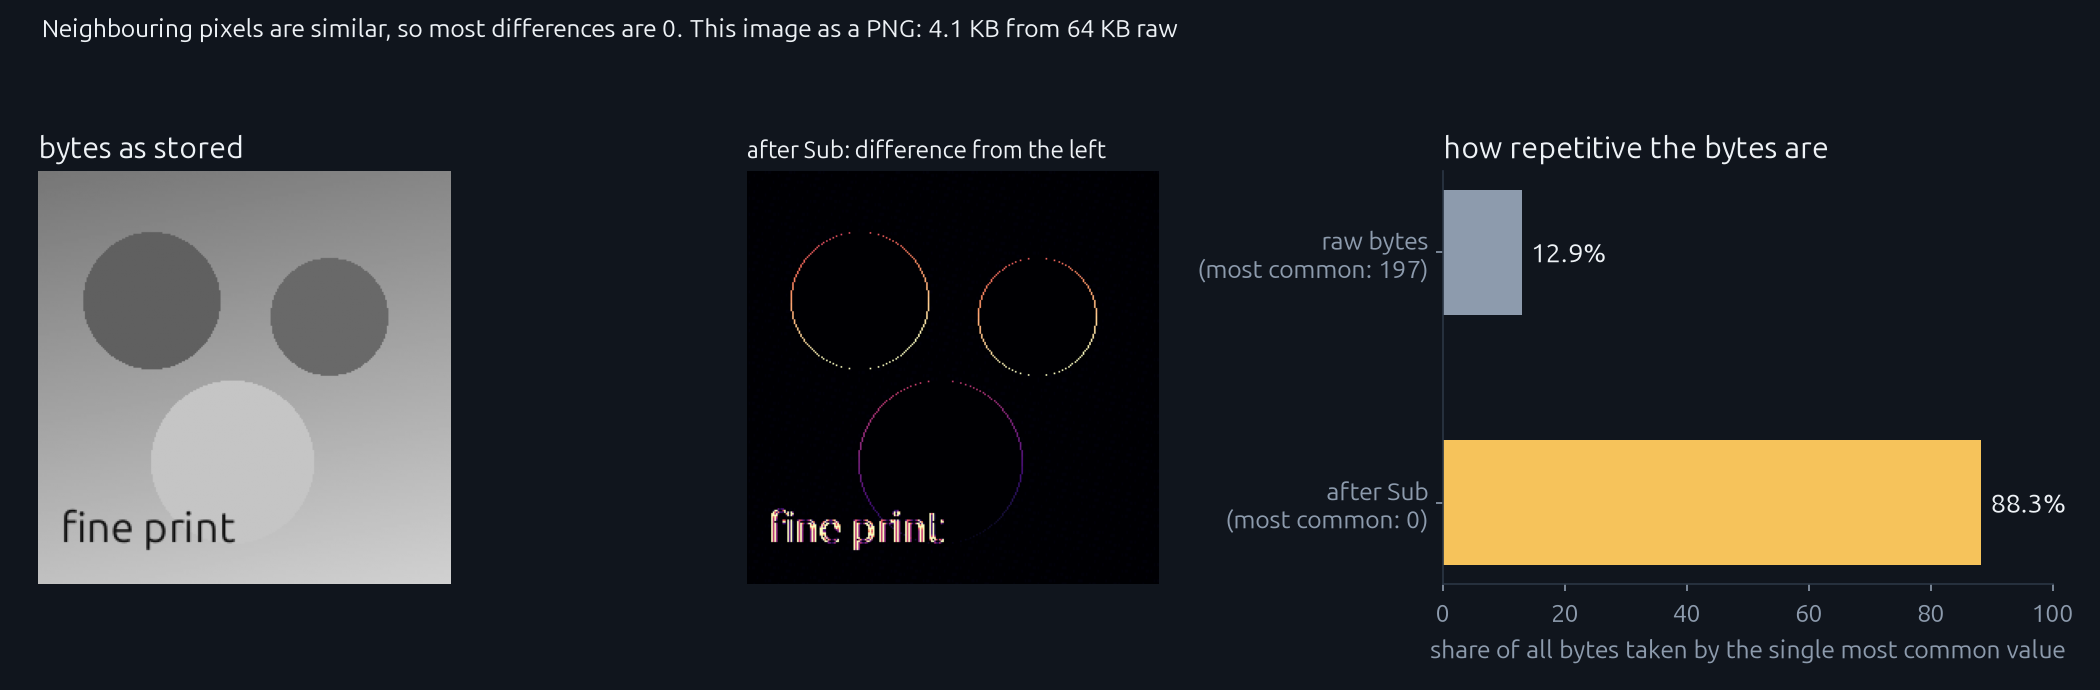 Neighbouring pixels are similar, so most differences are 0. This image as a PNG: 4.1 KB from 64 KB raw
bytes as stored
fine print
after Sub: difference from the left
fine print
how repetitive the bytes are
raw bytes
(most common: 197)
12.9%
after Sub
(most common: 0)
88.3%
0 20 40 60 80 100
share of all bytes taken by the single most common value